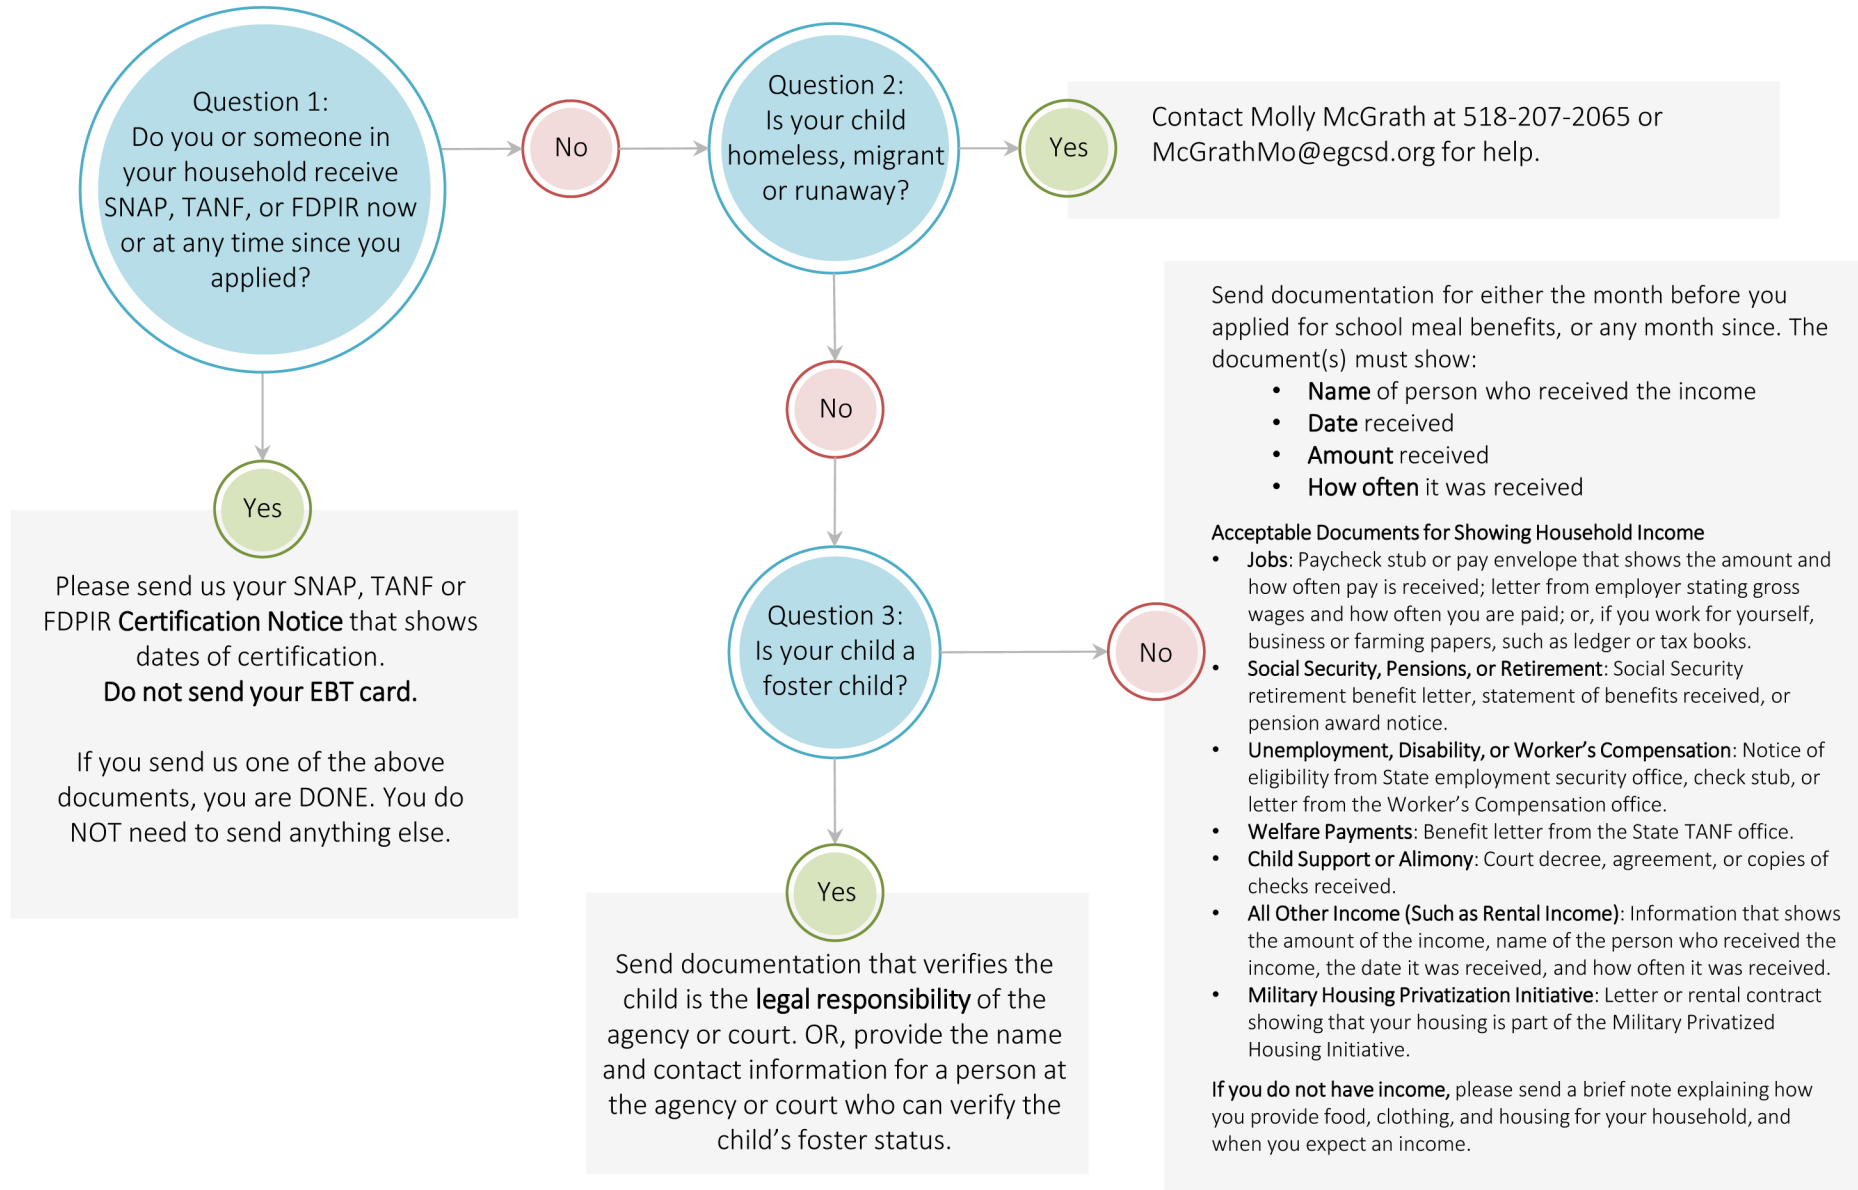 Question 1:
Do you or someone in
your household receive
SNAP, TANF, or FDPIR now
or at any time since you
applied?
No
Question 2:
Is your child
homeless, migrant
or runaway?
Yes
Contact Molly McGrath at 518-207-2065 or
McGrathMo@egcsd.org for help.
Yes
Please send us your SNAP, TANF or
FDPIR Certification Notice that shows
dates of certification.
Do not send your EBT card.
If you send us one of the above
documents, you are DONE. You do
NOT need to send anything else.
No
Question 3:
Is your child a
foster child?
Yes
Send documentation that verifies the
child is the legal responsibility of the
agency or court. OR, provide the name
and contact information for a person at
the agency or court who can verify the
child's foster status.
No
Send documentation for either the month before you
applied for school meal benefits, or any month since. The
document(s) must show:
• Name of person who received the income
• Date received
• Amount received
• How often it was received
Acceptable Documents for Showing Household Income
• Jobs: Paycheck stub or pay envelope that shows the amount and
how often pay is received; letter from employer stating gross
wages and how often you are paid; or, if you work for yourself,
business or farming papers, such as ledger or tax books.
• Social Security, Pensions, or Retirement: Social Security
retirement benefit letter, statement of benefits received, or
pension award notice.
• Unemployment, Disability, or Worker's Compensation: Notice of
eligibility from State employment security office, check stub, or
letter from the Worker's Compensation office.
• Welfare Payments: Benefit letter from the State TANF office.
• Child Support or Alimony: Court decree, agreement, or copies of
checks received.
• All Other Income (Such as Rental Income): Information that shows
the amount of the income, name of the person who received the
income, the date it was received, and how often it was received.
• Military Housing Privatization Initiative: Letter or rental contract
showing that your housing is part of the Military Privatized
Housing Initiative.
If you do not have income, please send a brief note explaining how
you provide food, clothing, and housing for your household, and
when you expect an income.